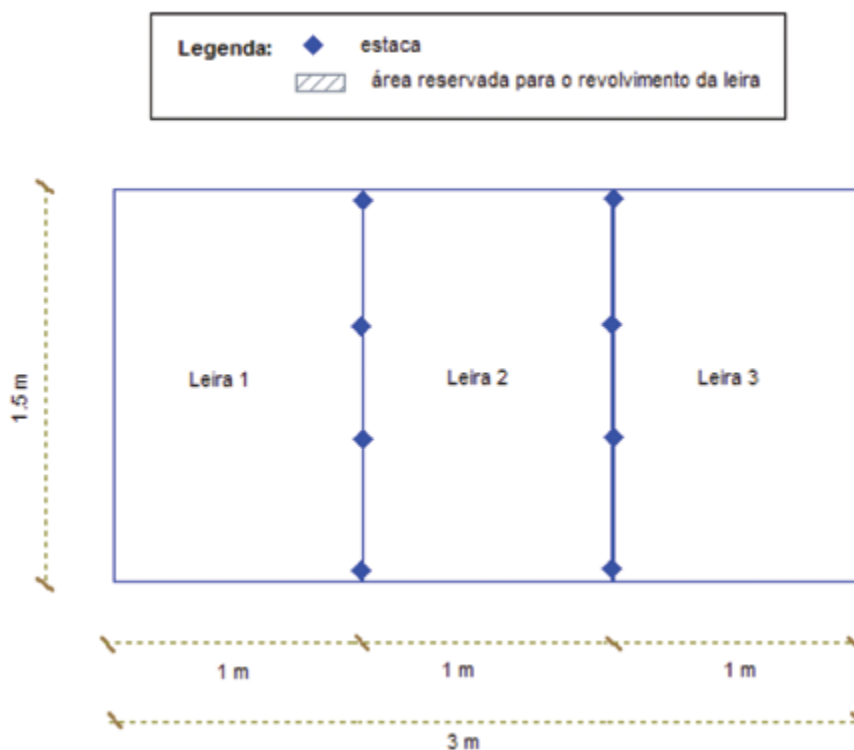 Legenda: estaca
área reservada para o revolvimento da leira
1.5 m
Leira 1 Leira 2 Leira 3
1 m 1 m 1 m
3 m